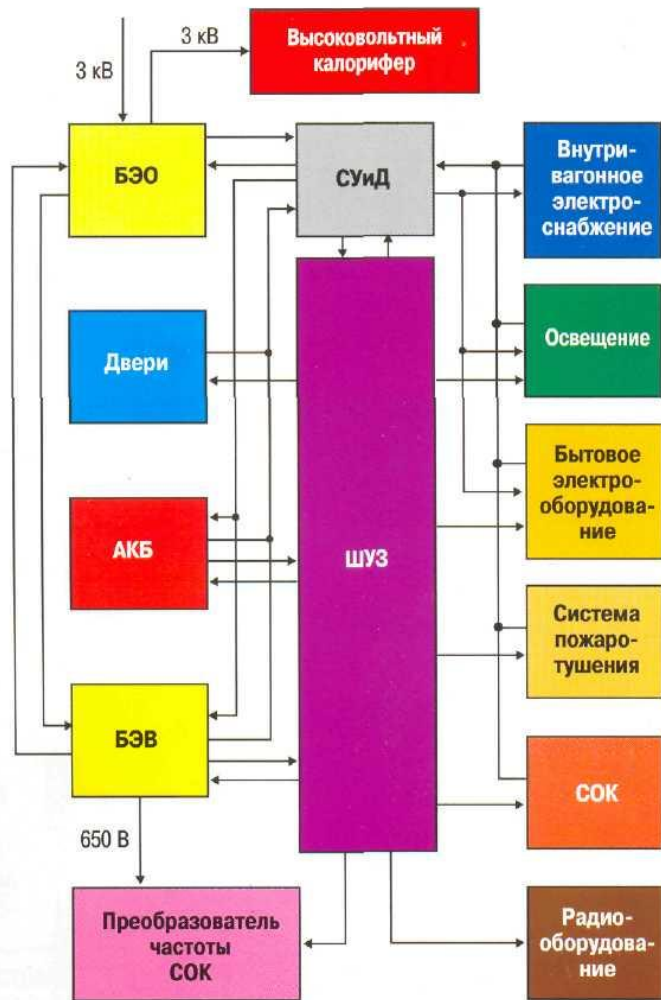 3 кВ
3 кВ
Высоковольтный
калорифер
БЭО
СУиД
Внутри-
вагонное
электро-
снабжение
Двери
Освещение
Бытовое
электро-
оборудова-
ние
АКБ
ШУЗ
Система
пожаро-
тушения
БЭВ
СОК
650 В
Преобразователь
частоты
СОК
Радио-
оборудова-
ние